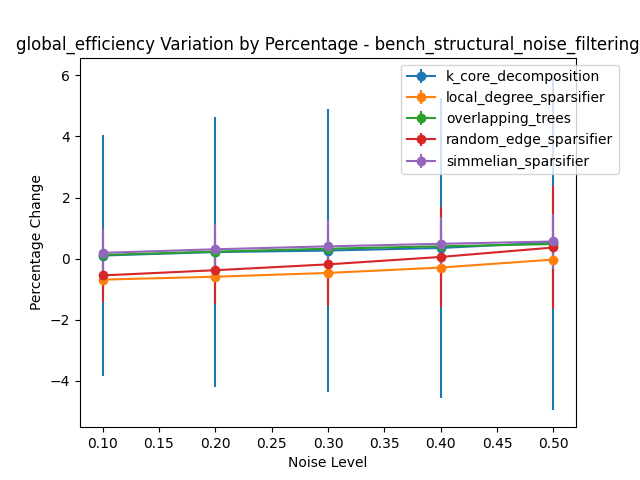 global_efficiency Variation by Percentage - bench_structural_noise_filtering
k_core_decomposition
local_degree_sparsifier
overlapping_trees
random_edge_sparsifier
simmelian_sparsifier
6
4
2
0
−2
−4
Percentage Change
0.10 0.15 0.20 0.25 0.30 0.35 0.40 0.45 0.50
Noise Level